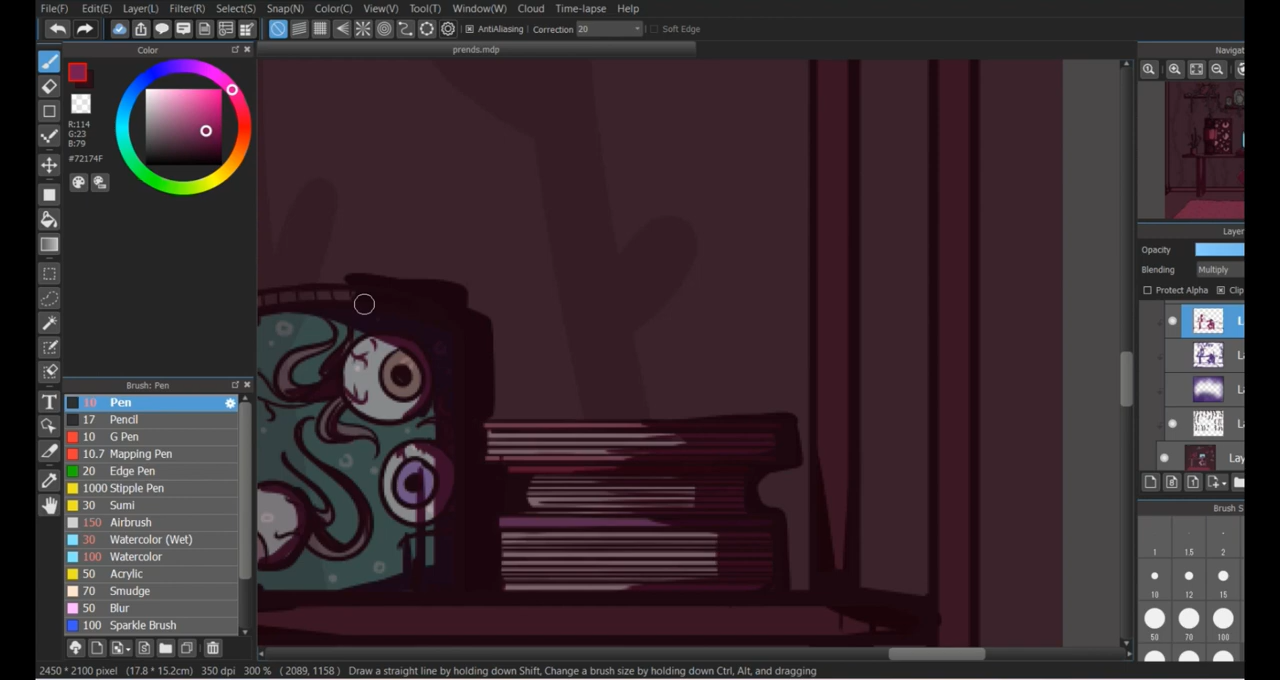 File(F) Edit(E) Layer(L) Filter(R) Select(S) Snap(N) Color(C) View(V) Tool(T) Window(W) Cloud Time-lapse Help
AntiAliasing Correction 20 Soft Edge
Color
prends.mdp
Navigat
R:114
G:23
B:79
#72174F
Layer
Opacity
Blending Multiply
Protect Alpha Clip
L
L
L
L
Lay
Brush: Pen
10 Pen
17 Pencil
10 G Pen
10.7 Mapping Pen
20 Edge Pen
1000 Stipple Pen
30 Sumi
150 Airbrush
30 Watercolor (Wet)
100 Watercolor
50 Acrylic
70 Smudge
50 Blur
100 Sparkle Brush
Brush S
1 1.5 2
10 12 15
50 70 100
2450 * 2100 pixel (17.8 * 15.2cm) 350 dpi 300 % ( 2089, 1158 ) Draw a straight line by holding down Shift, Change a brush size by holding down Ctrl, Alt, and dragging